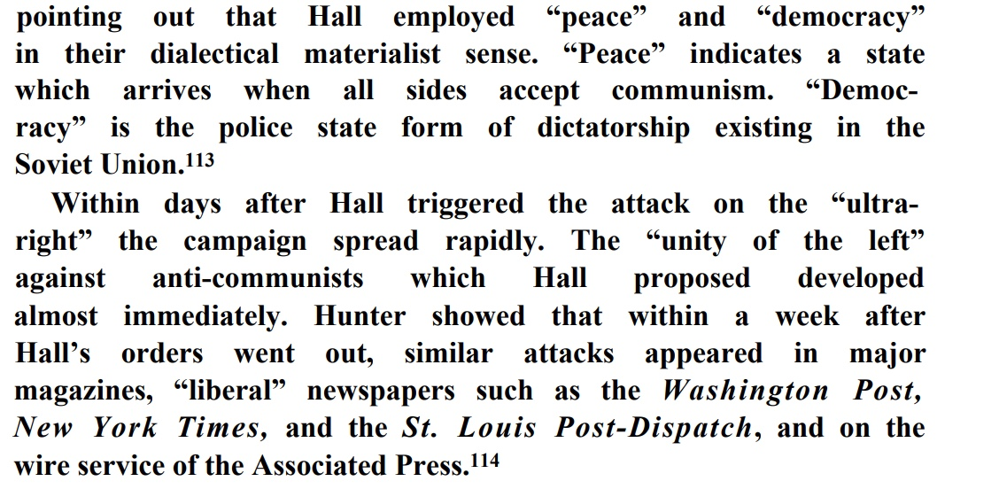 pointing out that Hall employed “peace” and “democracy”
in their dialectical materialist sense. “Peace” indicates a state
which arrives when all sides accept communism. “Democ-
racy” is the police state form of dictatorship existing in the
Soviet Union.113
Within days after Hall triggered the attack on the “ultra-
right” the campaign spread rapidly. The “unity of the left”
against anti-communists which Hall proposed developed
almost immediately. Hunter showed that within a week after
Hall’s orders went out, similar attacks appeared in major
magazines, “liberal” newspapers such as the Washington Post,
New York Times, and the St. Louis Post-Dispatch, and on the
wire service of the Associated Press.114